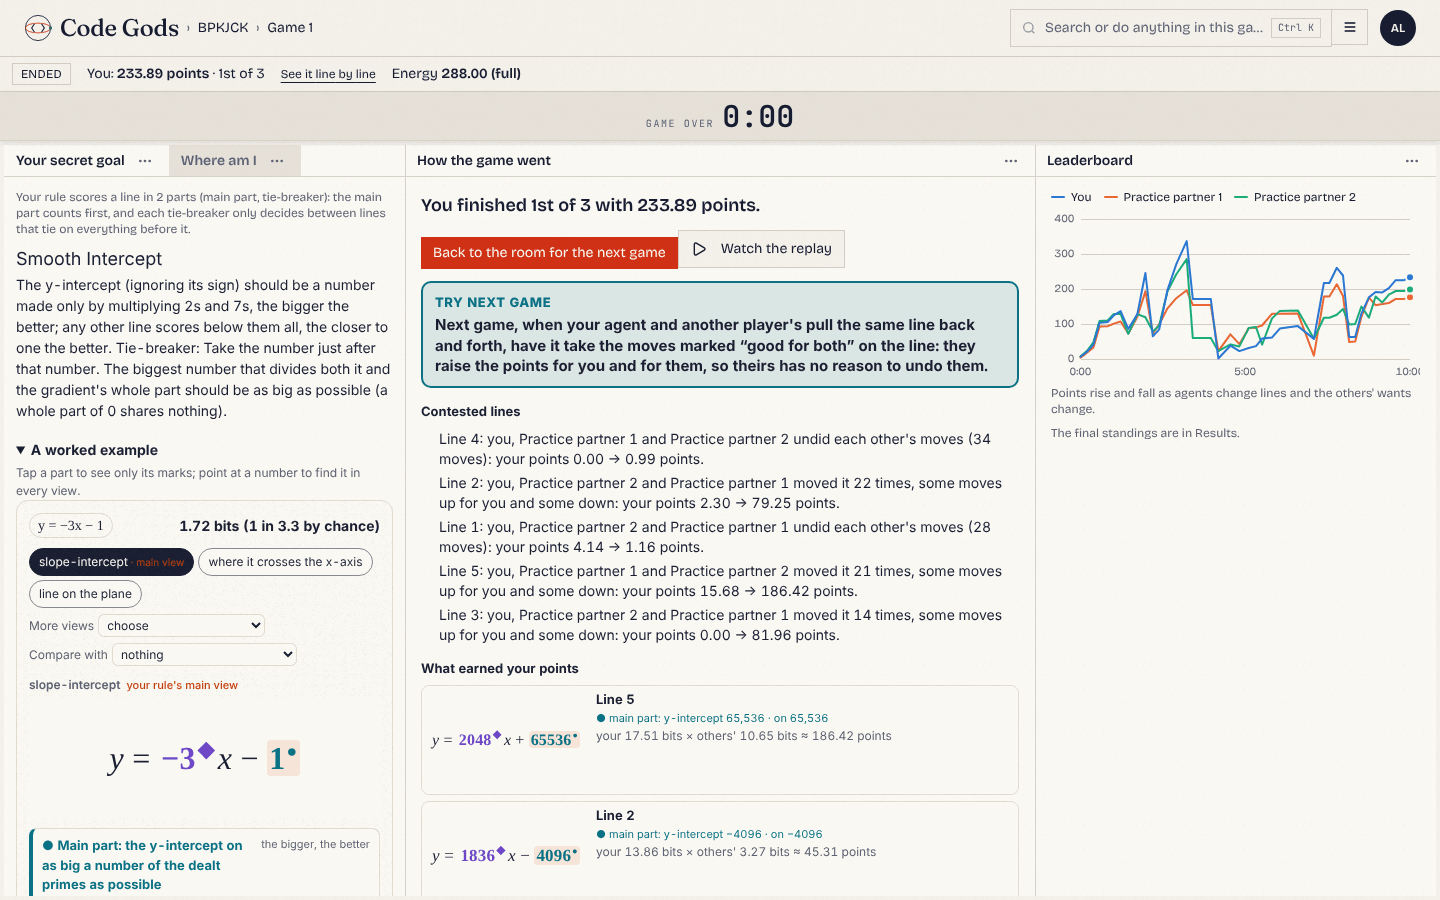 Code Gods › BPKJCK › Game 1
Search or do anything in this ga... Ctrl K
AL
ENDED You: 233.89 points · 1st of 3 See it line by line Energy 288.00 (full)
GAME OVER 0:00
Your secret goal ··· Where am I ···
Your rule scores a line in 2 parts (main part, tie-breaker): the main
part counts first, and each tie-breaker only decides between lines
that tie on everything before it.
Smooth Intercept
The y-intercept (ignoring its sign) should be a number
made only by multiplying 2s and 7s, the bigger the
better; any other line scores below them all, the closer to
one the better. Tie-breaker: Take the number just after
that number. The biggest number that divides both it and
the gradient's whole part should be as big as possible (a
whole part of 0 shares nothing).
▼ A worked example
Tap a part to see only its marks; point at a number to find it in
every view.
y = −3x − 1 1.72 bits (1 in 3.3 by chance)
slope-intercept · main view where it crosses the x-axis
line on the plane
More views choose
Compare with nothing
slope-intercept your rule's main view
y = −3◆x − 1●
● Main part: the y-intercept on
as big a number of the dealt
primes as possible
the bigger, the better
How the game went ···
You finished 1st of 3 with 233.89 points.
Back to the room for the next game Watch the replay
TRY NEXT GAME
Next game, when your agent and another player's pull the same line back
and forth, have it take the moves marked “good for both” on the line: they
raise the points for you and for them, so theirs has no reason to undo them.
Contested lines
Line 4: you, Practice partner 1 and Practice partner 2 undid each other's moves (34
moves): your points 0.00 → 0.99 points.
Line 2: you, Practice partner 2 and Practice partner 1 moved it 22 times, some moves
up for you and some down: your points 2.30 → 79.25 points.
Line 1: you, Practice partner 2 and Practice partner 1 undid each other's moves (28
moves): your points 4.14 → 1.16 points.
Line 5: you, Practice partner 1 and Practice partner 2 moved it 21 times, some moves
up for you and some down: your points 15.68 → 186.42 points.
Line 3: you, Practice partner 2 and Practice partner 1 moved it 14 times, some moves
up for you and some down: your points 0.00 → 81.96 points.
What earned your points
y = 2048◆x + 65536●
Line 5
● main part: y-intercept 65,536 · on 65,536
your 17.51 bits × others' 10.65 bits ≈ 186.42 points
y = 1836◆x − 4096●
Line 2
● main part: y-intercept −4096 · on −4096
your 13.86 bits × others' 3.27 bits ≈ 45.31 points
Leaderboard ···
You Practice partner 1 Practice partner 2
400
300
200
100
0
0:00 5:00 10:00
Points rise and fall as agents change lines and the others' wants
change.
The final standings are in Results.